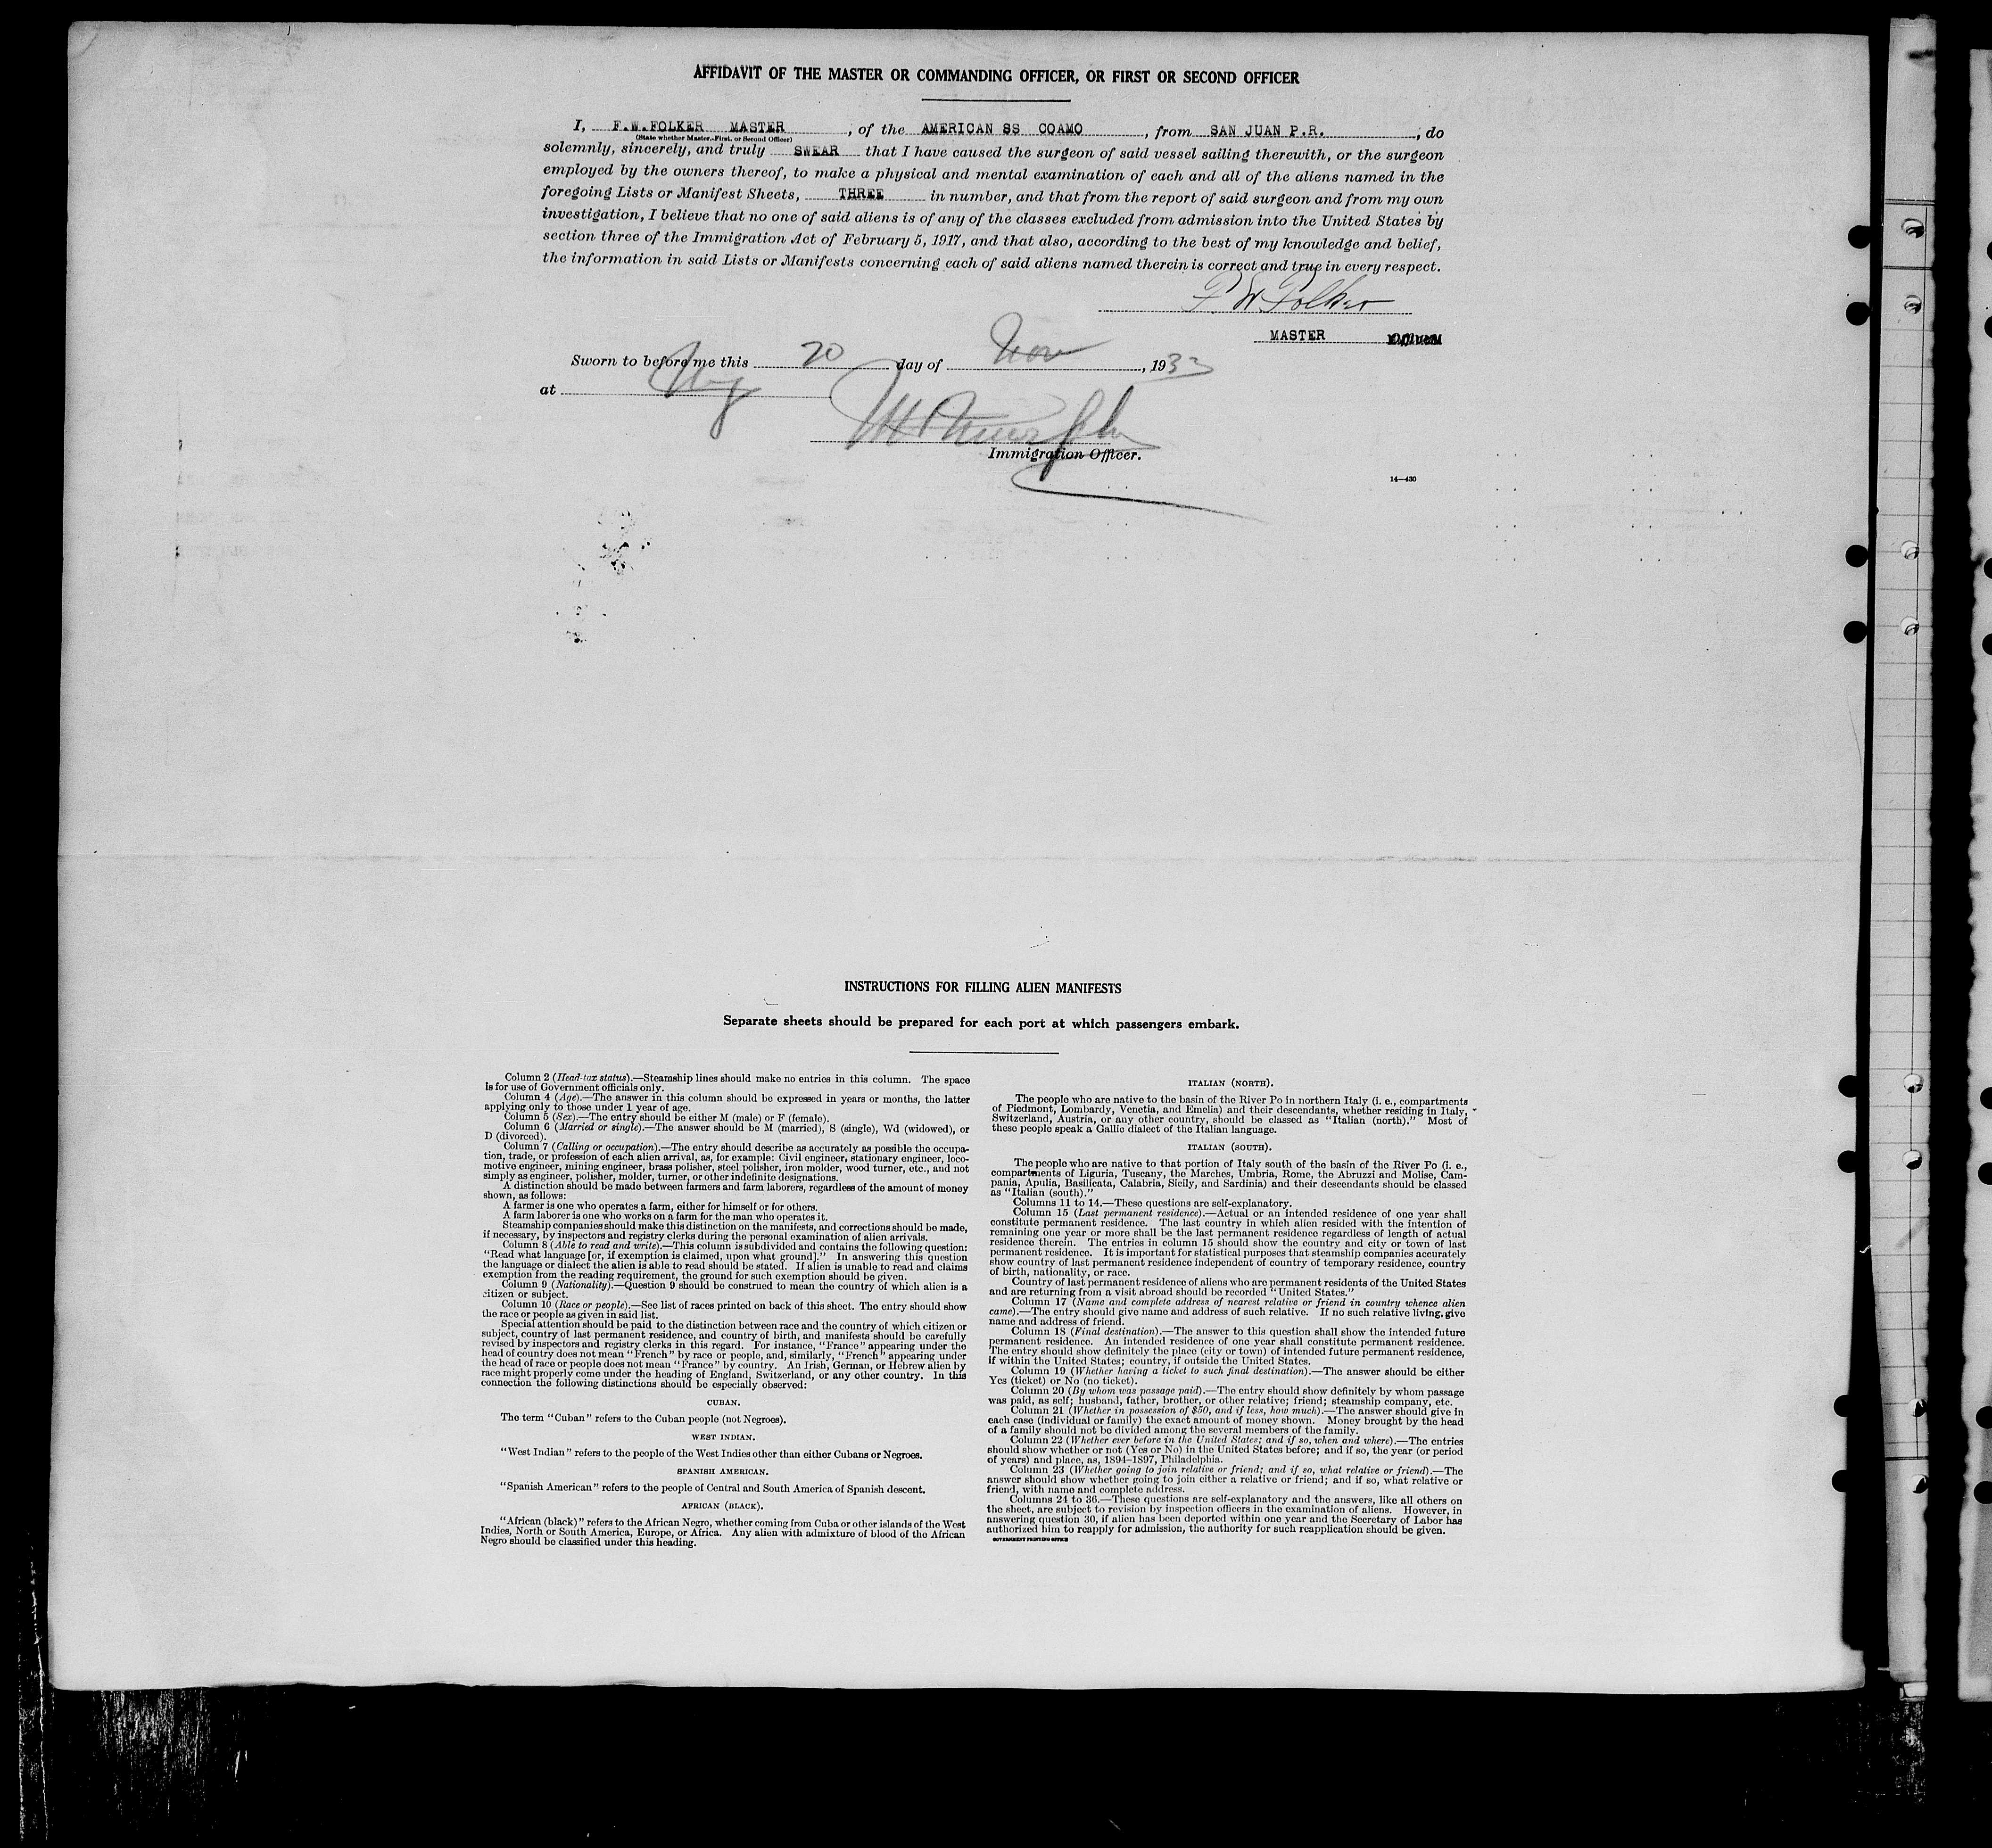 AFFIDAVIT OF THE MASTER OR COMMANDING OFFICER, OR FIRST OR SECOND OFFICER
I, F.W.FOLKER MASTER, of the AMERICAN SS COAMO, from SAN JUAN P.R., do
(State whether Master, First, or Second Officer)
solemnly, sincerely, and truly SWEAR that I have caused the surgeon of said vessel sailing therewith, or the surgeon
employed by the owners thereof, to make a physical and mental examination of each and all of the aliens named in the
foregoing Lists or Manifest Sheets, THREE in number, and that from the report of said surgeon and from my own
investigation, I believe that no one of said aliens is of any of the classes excluded from admission into the United States by
section three of the Immigration Act of February 5, 1917, and that also, according to the best of my knowledge and belief,
the information in said Lists or Manifests concerning each of said aliens named therein is correct and true in every respect.
F W Folker
MASTER
Sworn to before me this 20 day of Nov, 1933
at
Immigration Officer.
14—430
INSTRUCTIONS FOR FILLING ALIEN MANIFESTS
Separate sheets should be prepared for each port at which passengers embark.
Column 2 (Head-tax status).—Steamship lines should make no entries in this column. The space
is for use of Government officials only.
Column 4 (Age).—The answer in this column should be expressed in years or months, the latter
applying only to those under 1 year of age.
Column 5 (Sex).—The entry should be either M (male) or F (female).
Column 6 (Married or single).—The answer should be M (married), S (single), Wd (widowed), or
D (divorced).
Column 7 (Calling or occupation).—The entry should describe as accurately as possible the occupa-
tion, trade, or profession of each alien arrival, as, for example: Civil engineer, stationary engineer, loco-
motive engineer, mining engineer, brass polisher, steel polisher, iron molder, wood turner, etc., and not
simply as engineer, polisher, molder, turner, or other indefinite designations.
A distinction should be made between farmers and farm laborers, regardless of the amount of money
shown, as follows:
A farmer is one who operates a farm, either for himself or for others.
A farm laborer is one who works on a farm for the man who operates it.
Steamship companies should make this distinction on the manifests, and corrections should be made,
if necessary, by inspectors and registry clerks during the personal examination of alien arrivals.
Column 8 (Able to read and write).—This column is subdivided and contains the following question:
"Read what language [or, if exemption is claimed, upon what ground]." In answering this question
the language or dialect the alien is able to read should be stated. If alien is unable to read and claims
exemption from the reading requirement, the ground for such exemption should be given.
Column 9 (Nationality).—Question 9 should be construed to mean the country of which alien is a
citizen or subject.
Column 10 (Race or people).—See list of races printed on back of this sheet. The entry should show
the race or people as given in said list.
Special attention should be paid to the distinction between race and the country of which citizen or
subject, country of last permanent residence, and country of birth, and manifests should be carefully
revised by inspectors and registry clerks in this regard. For instance, "France" appearing under the
head of country does not mean "French" by race or people, and, similarly, "French" appearing under
the head of race or people does not mean "France" by country. An Irish, German, or Hebrew alien by
race might properly come under the heading of England, Switzerland, or any other country. In this
connection the following distinctions should be especially observed:
CUBAN.
The term "Cuban" refers to the Cuban people (not Negroes).
WEST INDIAN.
"West Indian" refers to the people of the West Indies other than either Cubans or Negroes.
SPANISH AMERICAN.
"Spanish American" refers to the people of Central and South America of Spanish descent.
AFRICAN (BLACK).
"African (black)" refers to the African Negro, whether coming from Cuba or other islands of the West
Indies, North or South America, Europe, or Africa. Any alien with admixture of blood of the African
Negro should be classified under this heading.
ITALIAN (NORTH).
The people who are native to the basin of the River Po in northern Italy (i. e., compartments
of Piedmont, Lombardy, Venetia, and Emelia) and their descendants, whether residing in Italy,
Switzerland, Austria, or any other country, should be classed as "Italian (north)." Most of
these people speak a Gallic dialect of the Italian language.
ITALIAN (SOUTH).
The people who are native to that portion of Italy south of the basin of the River Po (i. e.,
compartments of Liguria, Tuscany, the Marches, Umbria, Rome, the Abruzzi and Molise, Cam-
pania, Apulia, Basilicata, Calabria, Sicily, and Sardinia) and their descendants should be classed
as "Italian (south)."
Columns 11 to 14.—These questions are self-explanatory.
Column 15 (Last permanent residence).—Actual or an intended residence of one year shall
constitute permanent residence. The last country in which alien resided with the intention of
remaining one year or more shall be the last permanent residence regardless of length of actual
residence therein. The entries in column 15 should show the country and city or town of last
permanent residence. It is important for statistical purposes that steamship companies accurately
show country of last permanent residence independent of country of temporary residence, country
of birth, nationality, or race.
Country of last permanent residence of aliens who are permanent residents of the United States
and are returning from a visit abroad should be recorded "United States."
Column 17 (Name and complete address of nearest relative or friend in country whence alien
came).—The entry should give name and address of such relative. If no such relative living, give
name and address of friend.
Column 18 (Final destination).—The answer to this question shall show the intended future
permanent residence. An intended residence of one year shall constitute permanent residence.
The entry should show definitely the place (city or town) of intended future permanent residence,
if within the United States; country, if outside the United States.
Column 19 (Whether having a ticket to such final destination).—The answer should be either
Yes (ticket) or No (no ticket).
Column 20 (By whom was passage paid).—The entry should show definitely by whom passage
was paid, as self; husband, father, brother, or other relative; friend; steamship company, etc.
Column 21 (Whether in possession of $50, and if less, how much).—The answer should give in
each case (individual or family) the exact amount of money shown. Money brought by the head
of a family should not be divided among the several members of the family.
Column 22 (Whether ever before in the United States; and if so, when and where).—The entries
should show whether or not (Yes or No) in the United States before; and if so, the year (or period
of years) and place, as, 1894-1897, Philadelphia.
Column 23 (Whether going to join relative or friend; and if so, what relative or friend).—The
answer should show whether going to join either a relative or friend; and if so, what relative or
friend, with name and complete address.
Columns 24 to 36.—These questions are self-explanatory and the answers, like all others on
the sheet, are subject to revision by inspection officers in the examination of aliens. However, in
answering question 30, if alien has been deported within one year and the Secretary of Labor has
authorized him to reapply for admission, the authority for such reapplication should be given.
GOVERNMENT PRINTING OFFICE